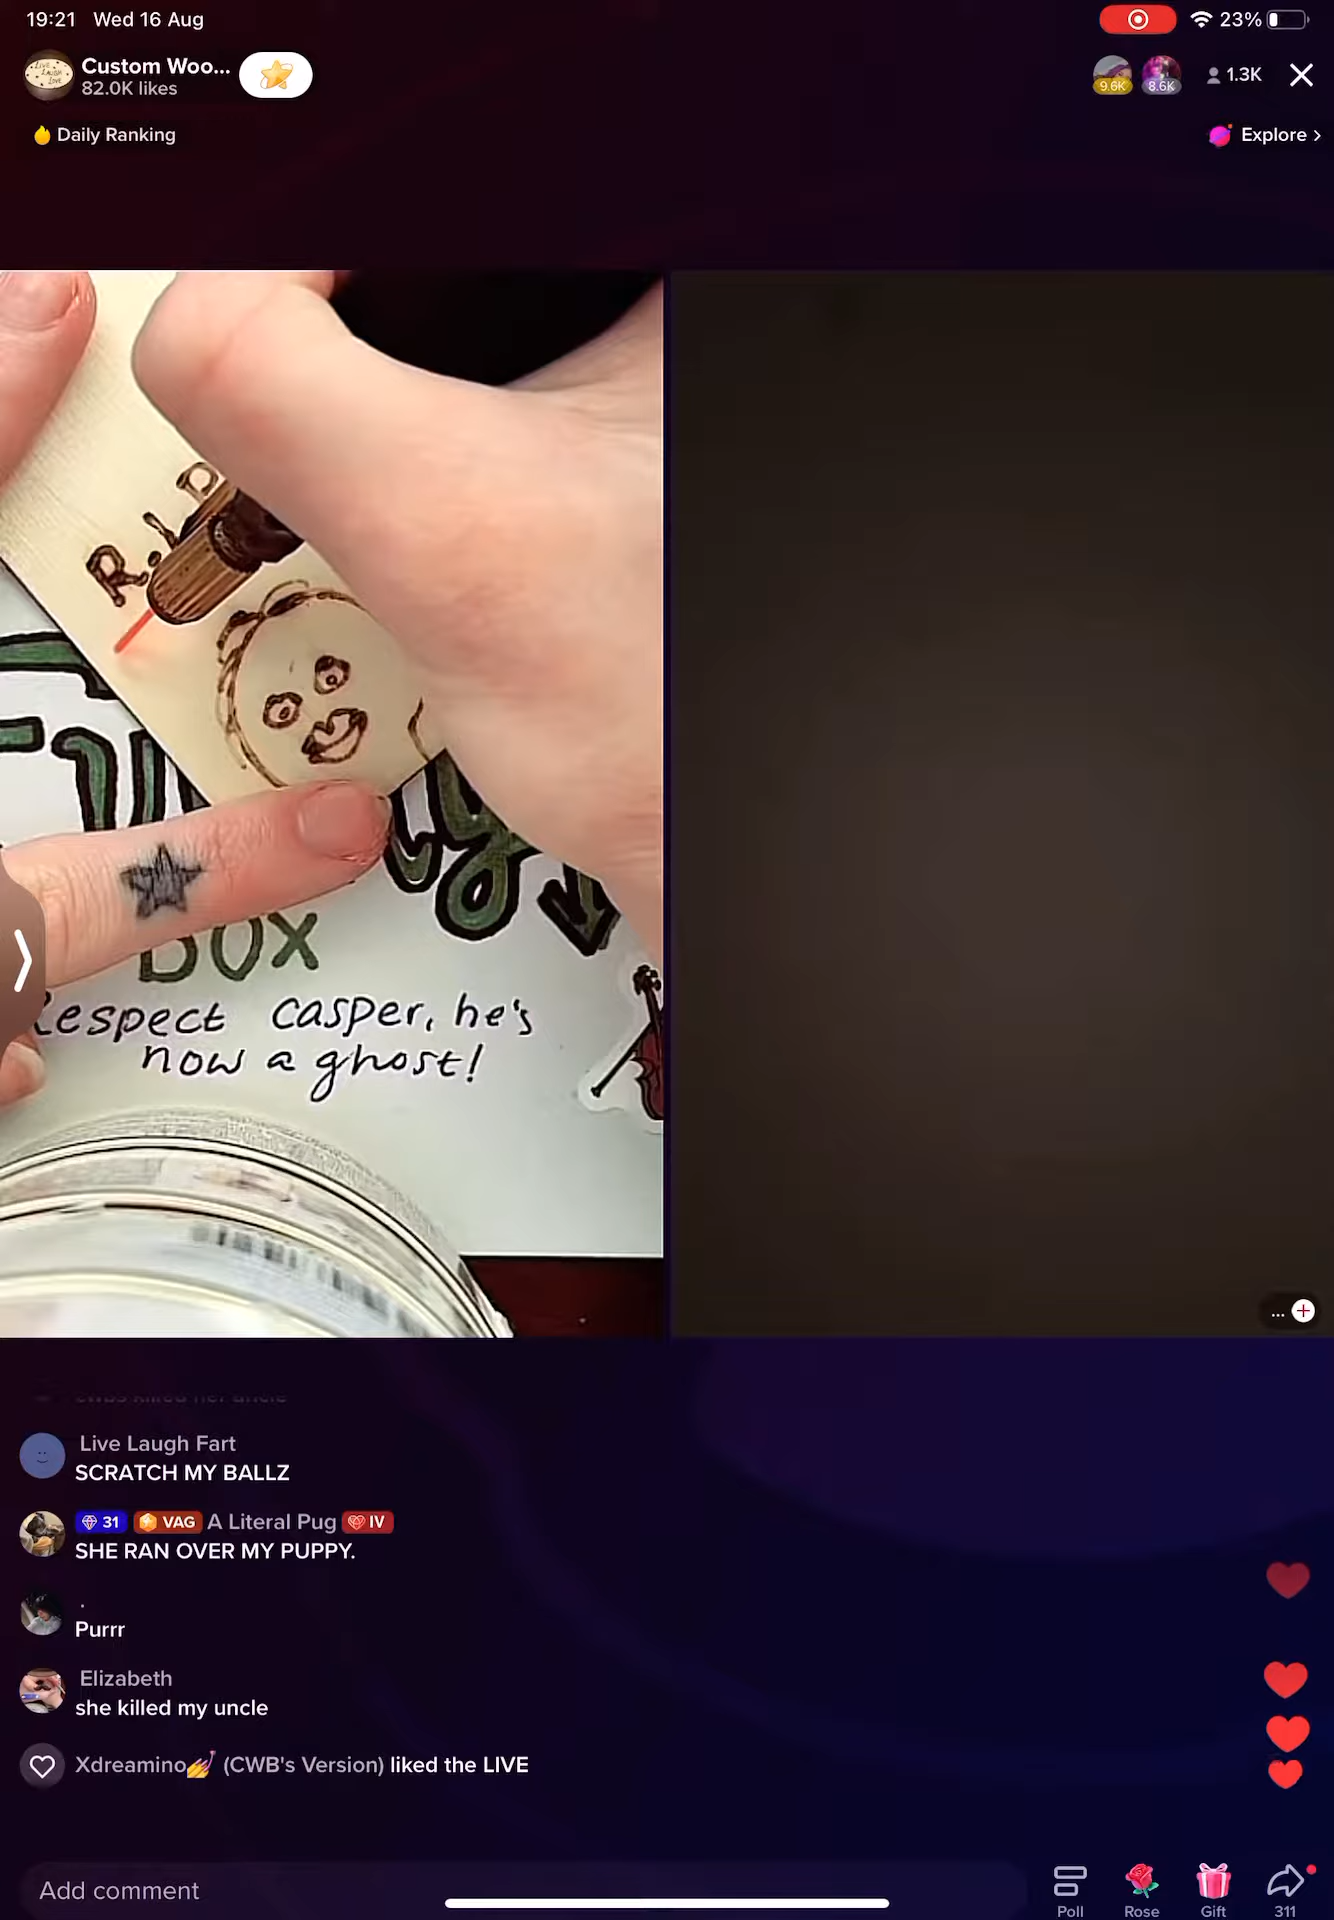 19:21 Wed 16 Aug
23%
Custom Woo...
82.0K likes
9.6K
8.6K
1.3K
Daily Ranking
Explore >
R.I.P
BOX
Respect Casper, he's
now a ghost!
...
Live Laugh Fart
SCRATCH MY BALLZ
31 VAG A Literal Pug IV
SHE RAN OVER MY PUPPY.
.
Purrr
Elizabeth
she killed my uncle
Xdreamino💅 (CWB's Version) liked the LIVE
Add comment
Poll
Rose
Gift
311